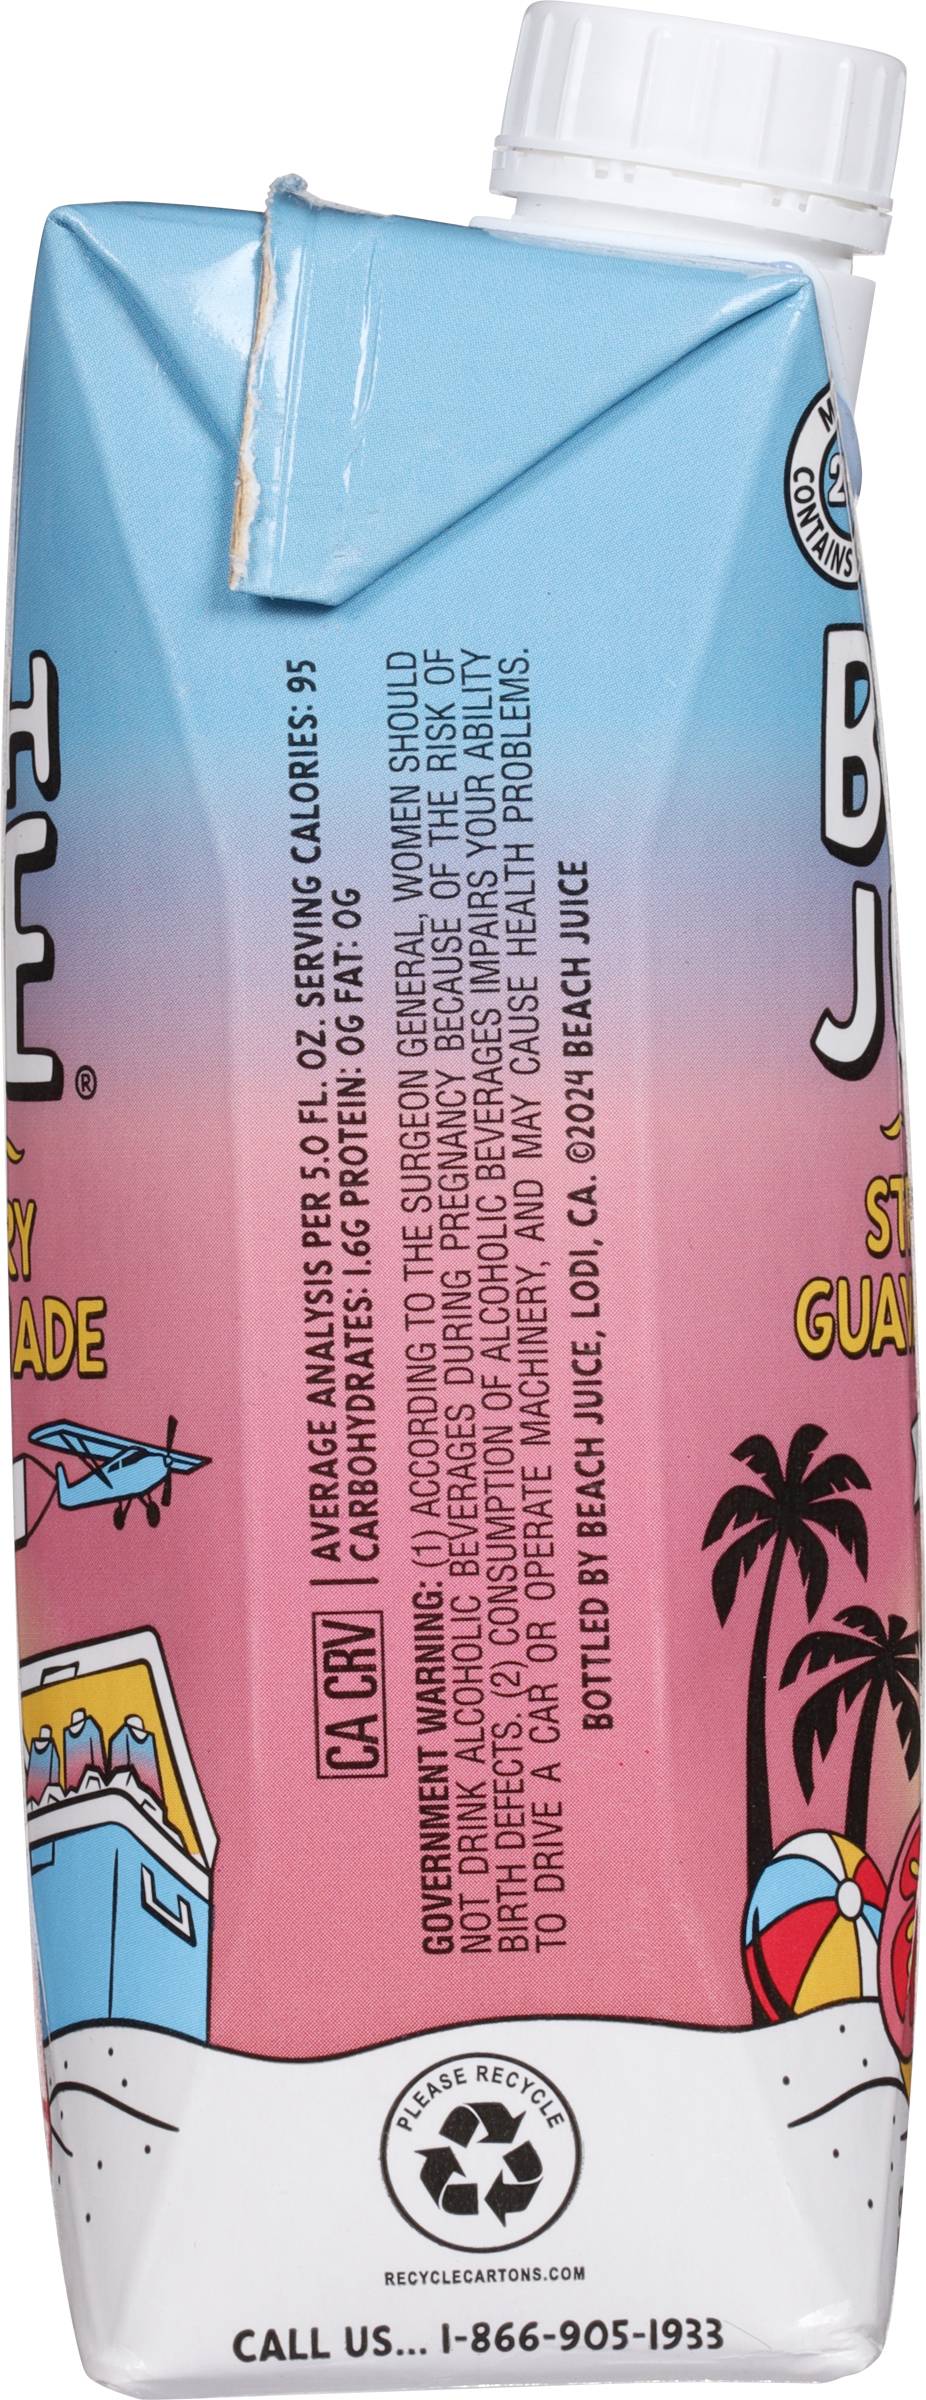 CONTAINS
®
ADE
CA CRV | AVERAGE ANALYSIS PER 5.0 FL. OZ. SERVING CALORIES: 95
CARBOHYDRATES: 1.6G PROTEIN: 0G FAT: 0G
GOVERNMENT WARNING: (1) ACCORDING TO THE SURGEON GENERAL, WOMEN SHOULD
NOT DRINK ALCOHOLIC BEVERAGES DURING PREGNANCY BECAUSE OF THE RISK OF
BIRTH DEFECTS. (2) CONSUMPTION OF ALCOHOLIC BEVERAGES IMPAIRS YOUR ABILITY
TO DRIVE A CAR OR OPERATE MACHINERY, AND MAY CAUSE HEALTH PROBLEMS.
BOTTLED BY BEACH JUICE, LODI, CA. ©2024 BEACH JUICE
PLEASE RECYCLE
RECYCLECARTONS.COM
CALL US... 1-866-905-1933